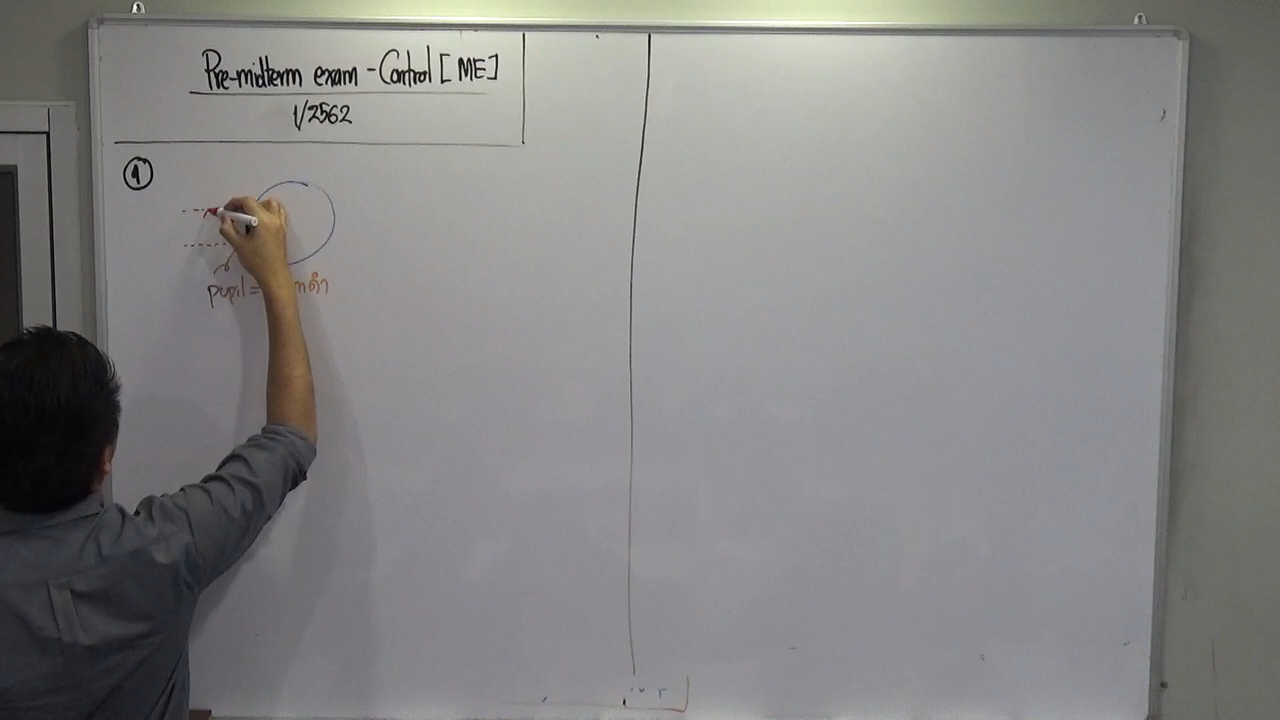 Pre-midterm exam - Control [ME]
1/2562
1
pupil =